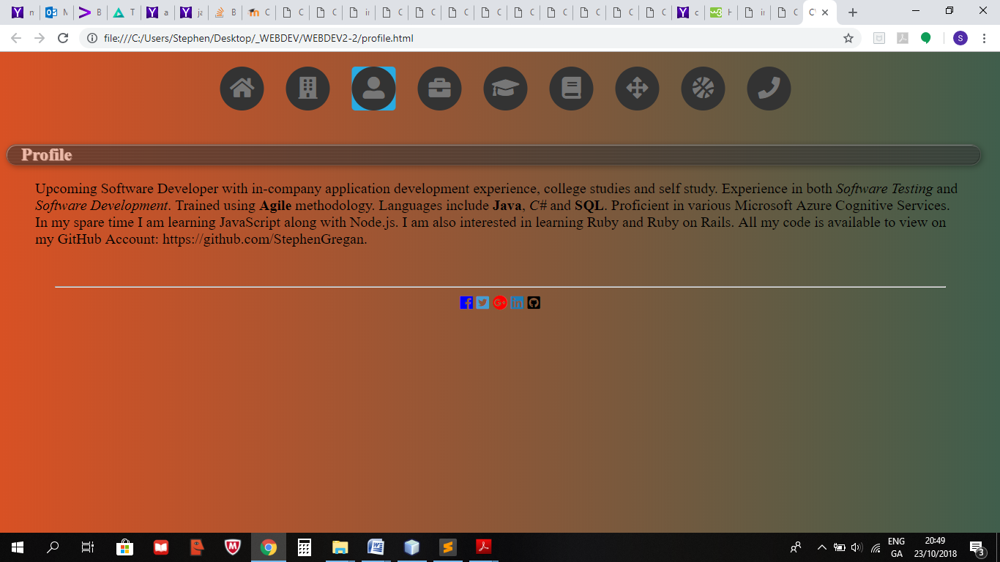 m M B T a ja B C C C in C C C C C C C C C c H in C CV
file:///C:/Users/Stephen/Desktop/_WEBDEV/WEBDEV2-2/profile.html
S
Profile
Upcoming Software Developer with in-company application development experience, college studies and self study. Experience in both Software Testing and
Software Development. Trained using Agile methodology. Languages include Java, C# and SQL. Proficient in various Microsoft Azure Cognitive Services.
In my spare time I am learning JavaScript along with Node.js. I am also interested in learning Ruby and Ruby on Rails. All my code is available to view on
my GitHub Account: https://github.com/StephenGregan.
ENG
GA
20:49
23/10/2018
3